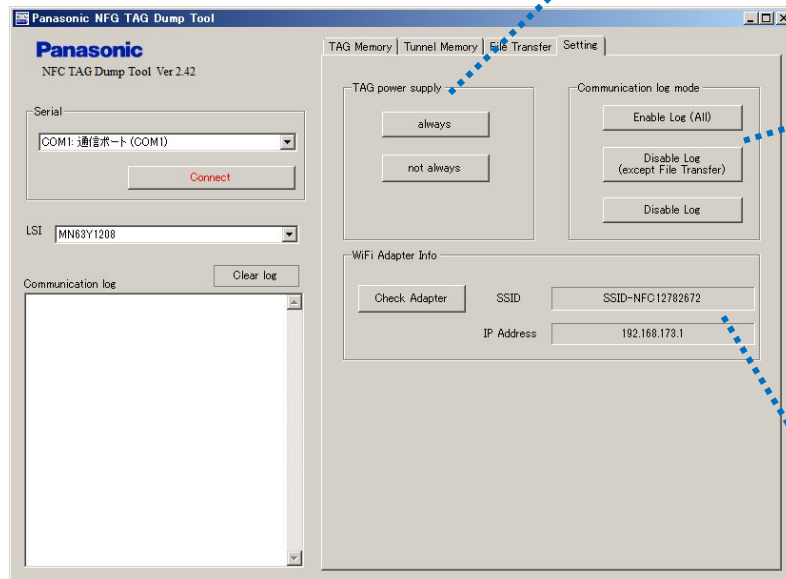 Panasonic NFG TAG Dump Tool
Panasonic
NFC TAG Dump Tool Ver 2.42
Serial
COM1: 通信ポート (COM1)
Connect
LSI MN63Y1208
Communication log
Clear log
TAG Memory
Tunnel Memory
File Transfer
Setting
TAG power supply
always
not always
Communication log mode
Enable Log (All)
Disable Log
(except File Transfer)
Disable Log
WiFi Adapter Info
Check Adapter
SSID
SSID-NFC12782672
IP Address
192.168.173.1